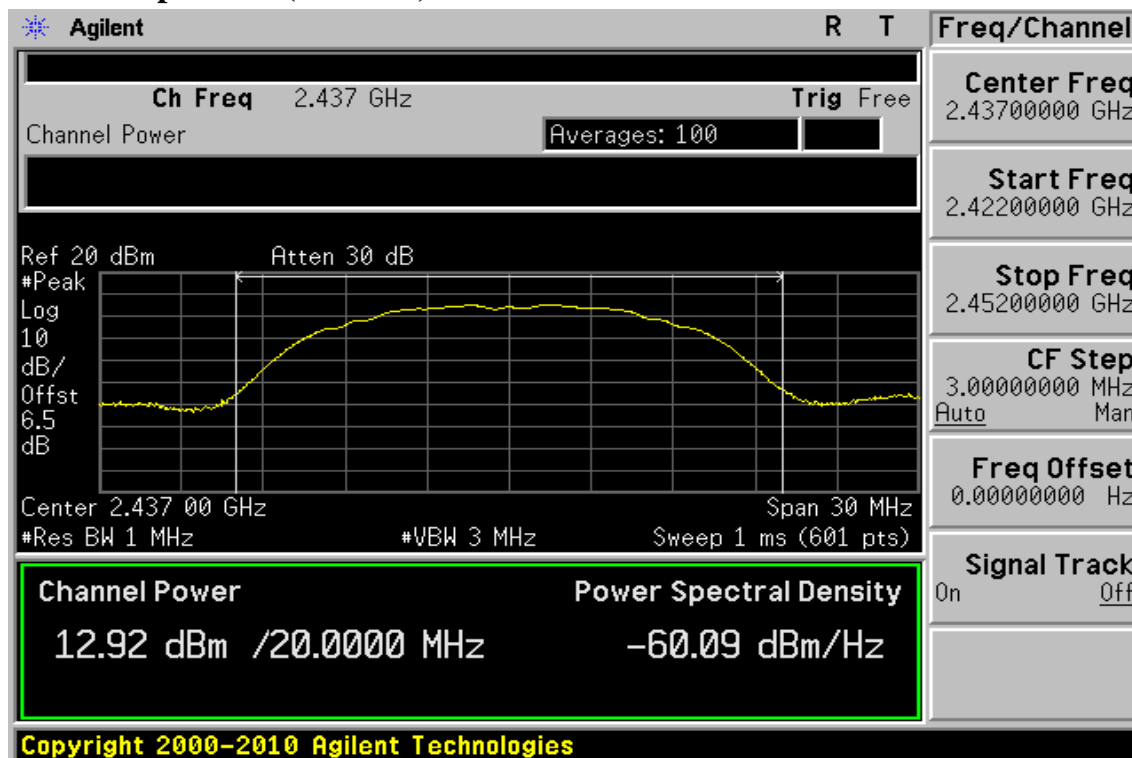 Agilent R T Freq/Channel
Ch Freq 2.437 GHz Trig Free
Channel Power Averages: 100
Ref 20 dBm Atten 30 dB
#Peak
Log
10
dB/
Offst
6.5
dB
Center 2.437 00 GHz Span 30 MHz
#Res BW 1 MHz #VBW 3 MHz Sweep 1 ms (601 pts)
Channel Power Power Spectral Density
12.92 dBm /20.0000 MHz -60.09 dBm/Hz
Center Freq
2.43700000 GHz
Start Freq
2.42200000 GHz
Stop Freq
2.45200000 GHz
CF Step
3.00000000 MHz
Auto Man
Freq Offset
0.00000000 Hz
Signal Track
On Off
Copyright 2000-2010 Agilent Technologies